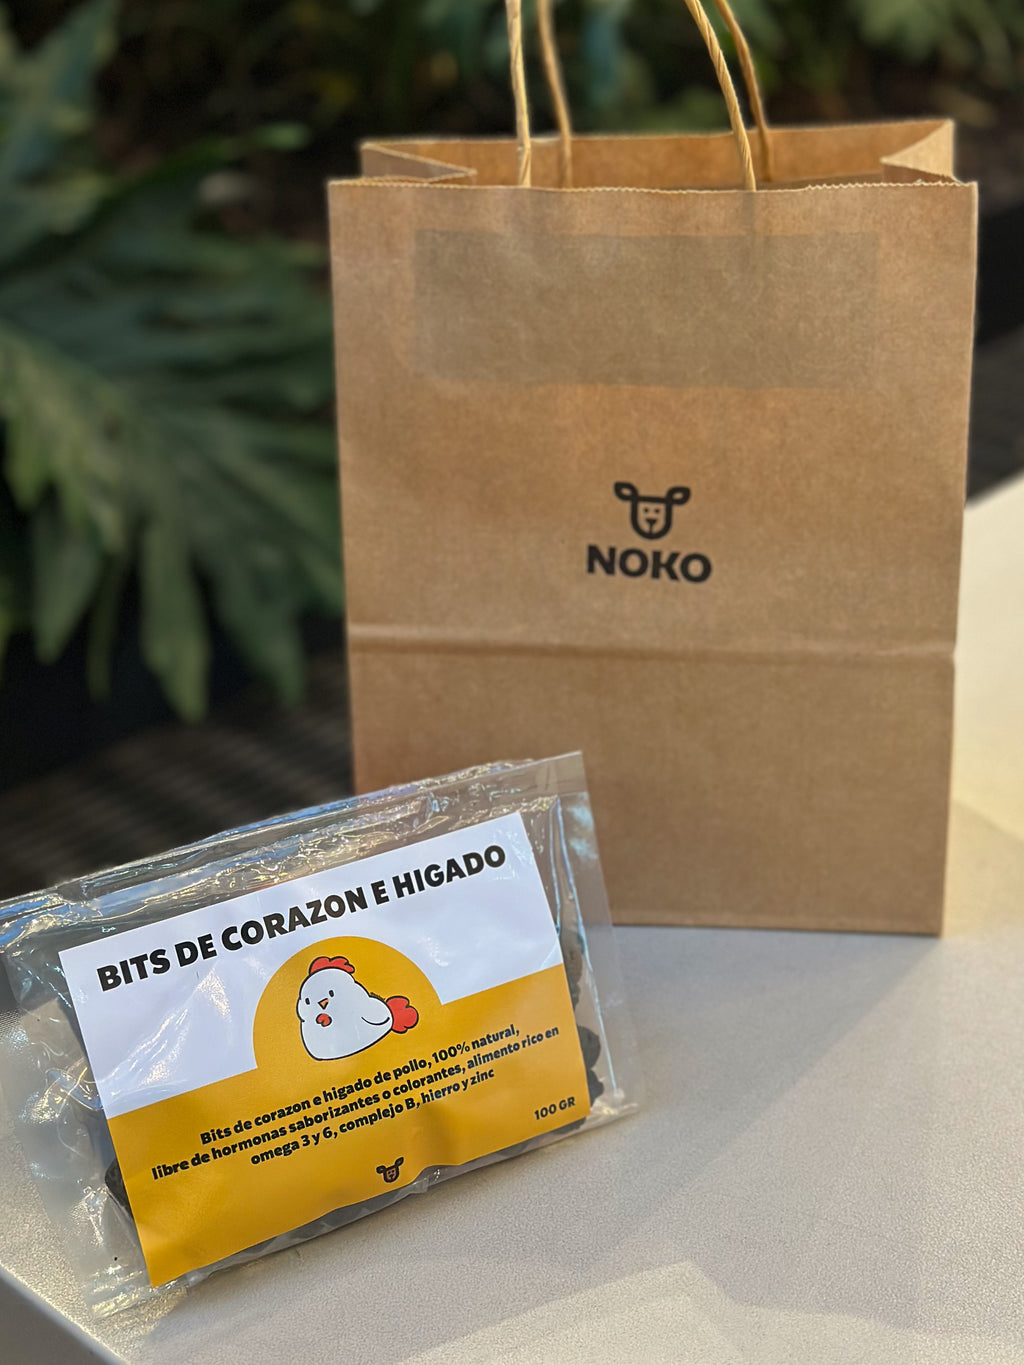 NOKO
BITS DE CORAZON E HIGADO
Bits de corazon e higado de pollo, 100% natural,
libre de hormonas saborizantes o colorantes, alimento rico en
omega 3 y 6, complejo B, hierro y zinc
100 GR